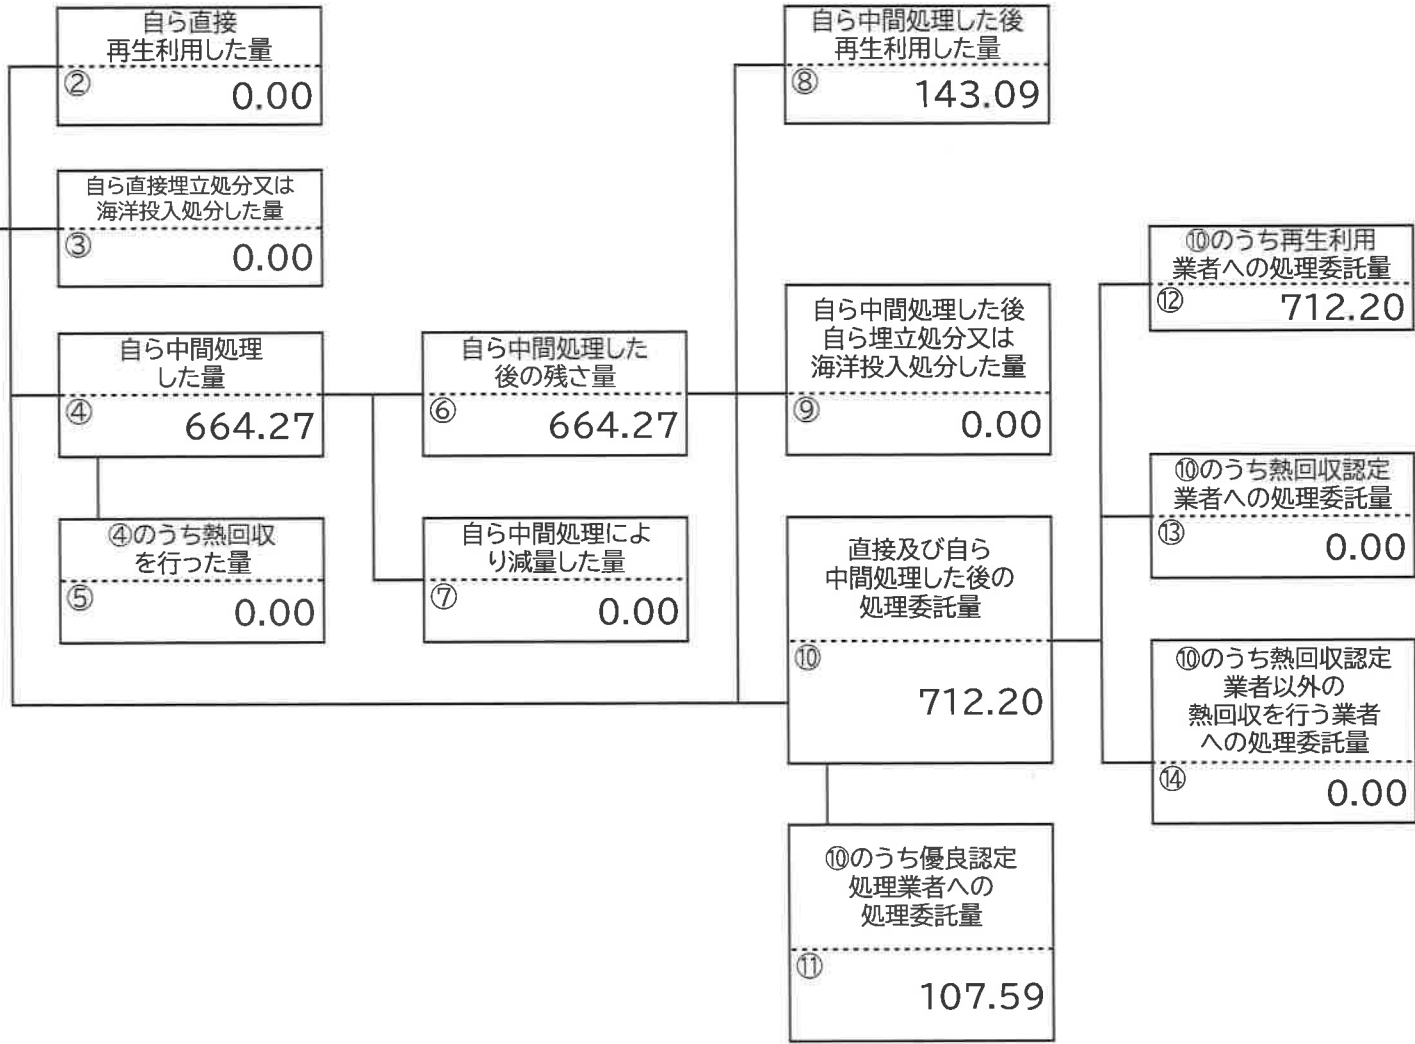 自ら直接
再生利用した量
②
0.00
自ら直接埋立処分又は
海洋投入処分した量
③
0.00
自ら中間処理
した量
④
664.27
④のうち熱回収
を行った量
⑤
0.00
自ら中間処理した
後の残さ量
⑥
664.27
自ら中間処理によ
り減量した量
⑦
0.00
自ら中間処理した後
再生利用した量
⑧
143.09
自ら中間処理した後
自ら埋立処分又は
海洋投入処分した量
⑨
0.00
直接及び自ら
中間処理した後の
処理委託量
⑩
712.20
⑩のうち優良認定
処理業者への
処理委託量
⑪
107.59
⑩のうち再生利用
業者への処理委託量
⑫
712.20
⑩のうち熱回収認定
業者への処理委託量
⑬
0.00
⑩のうち熱回収認定
業者以外の
熱回収を行う業者
への処理委託量
⑭
0.00